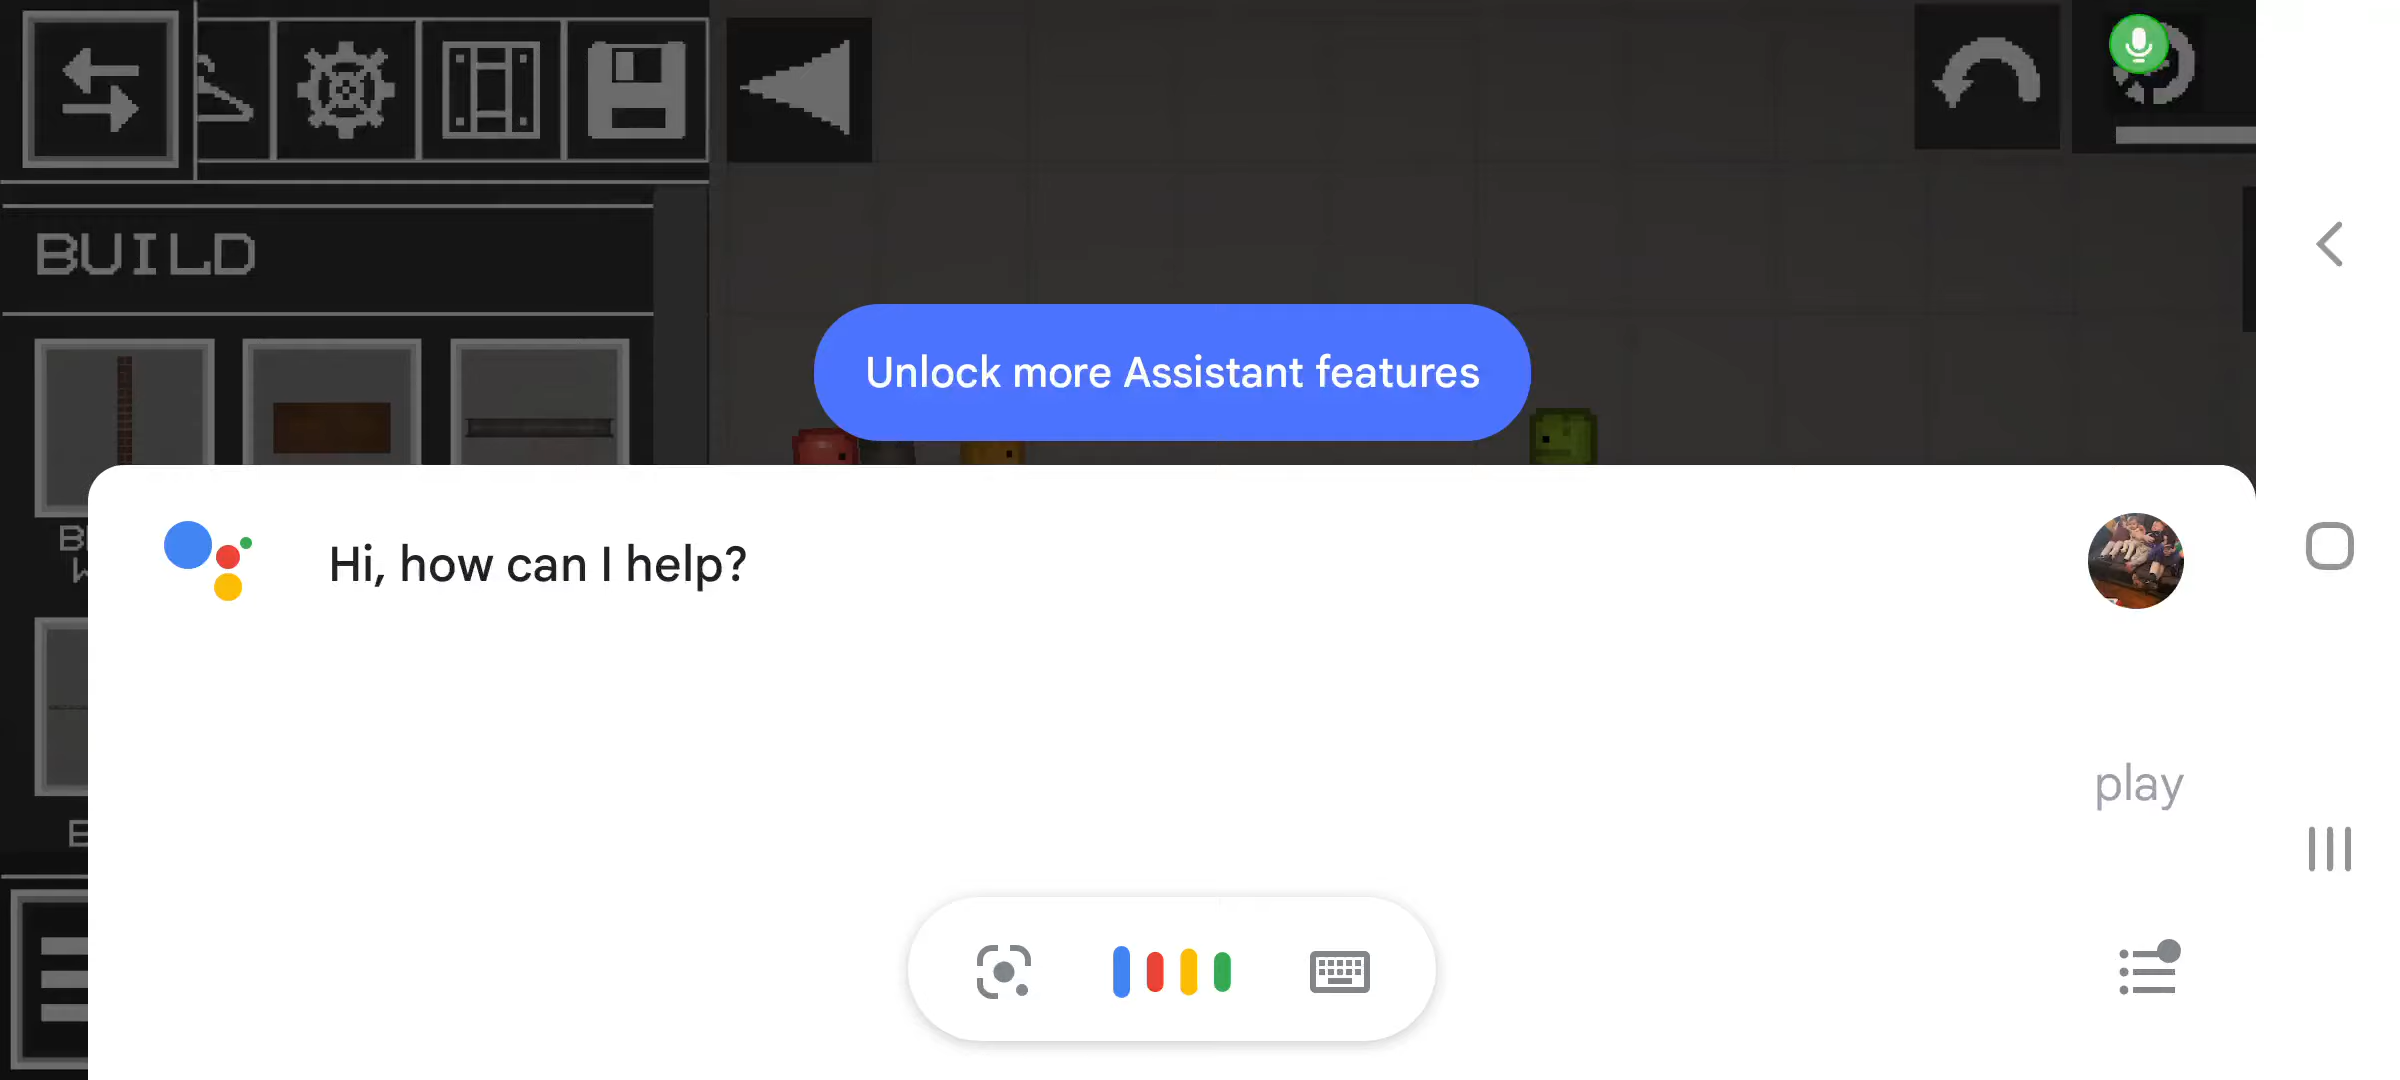 BUILD
Unlock more Assistant features
Hi, how can I help?
play